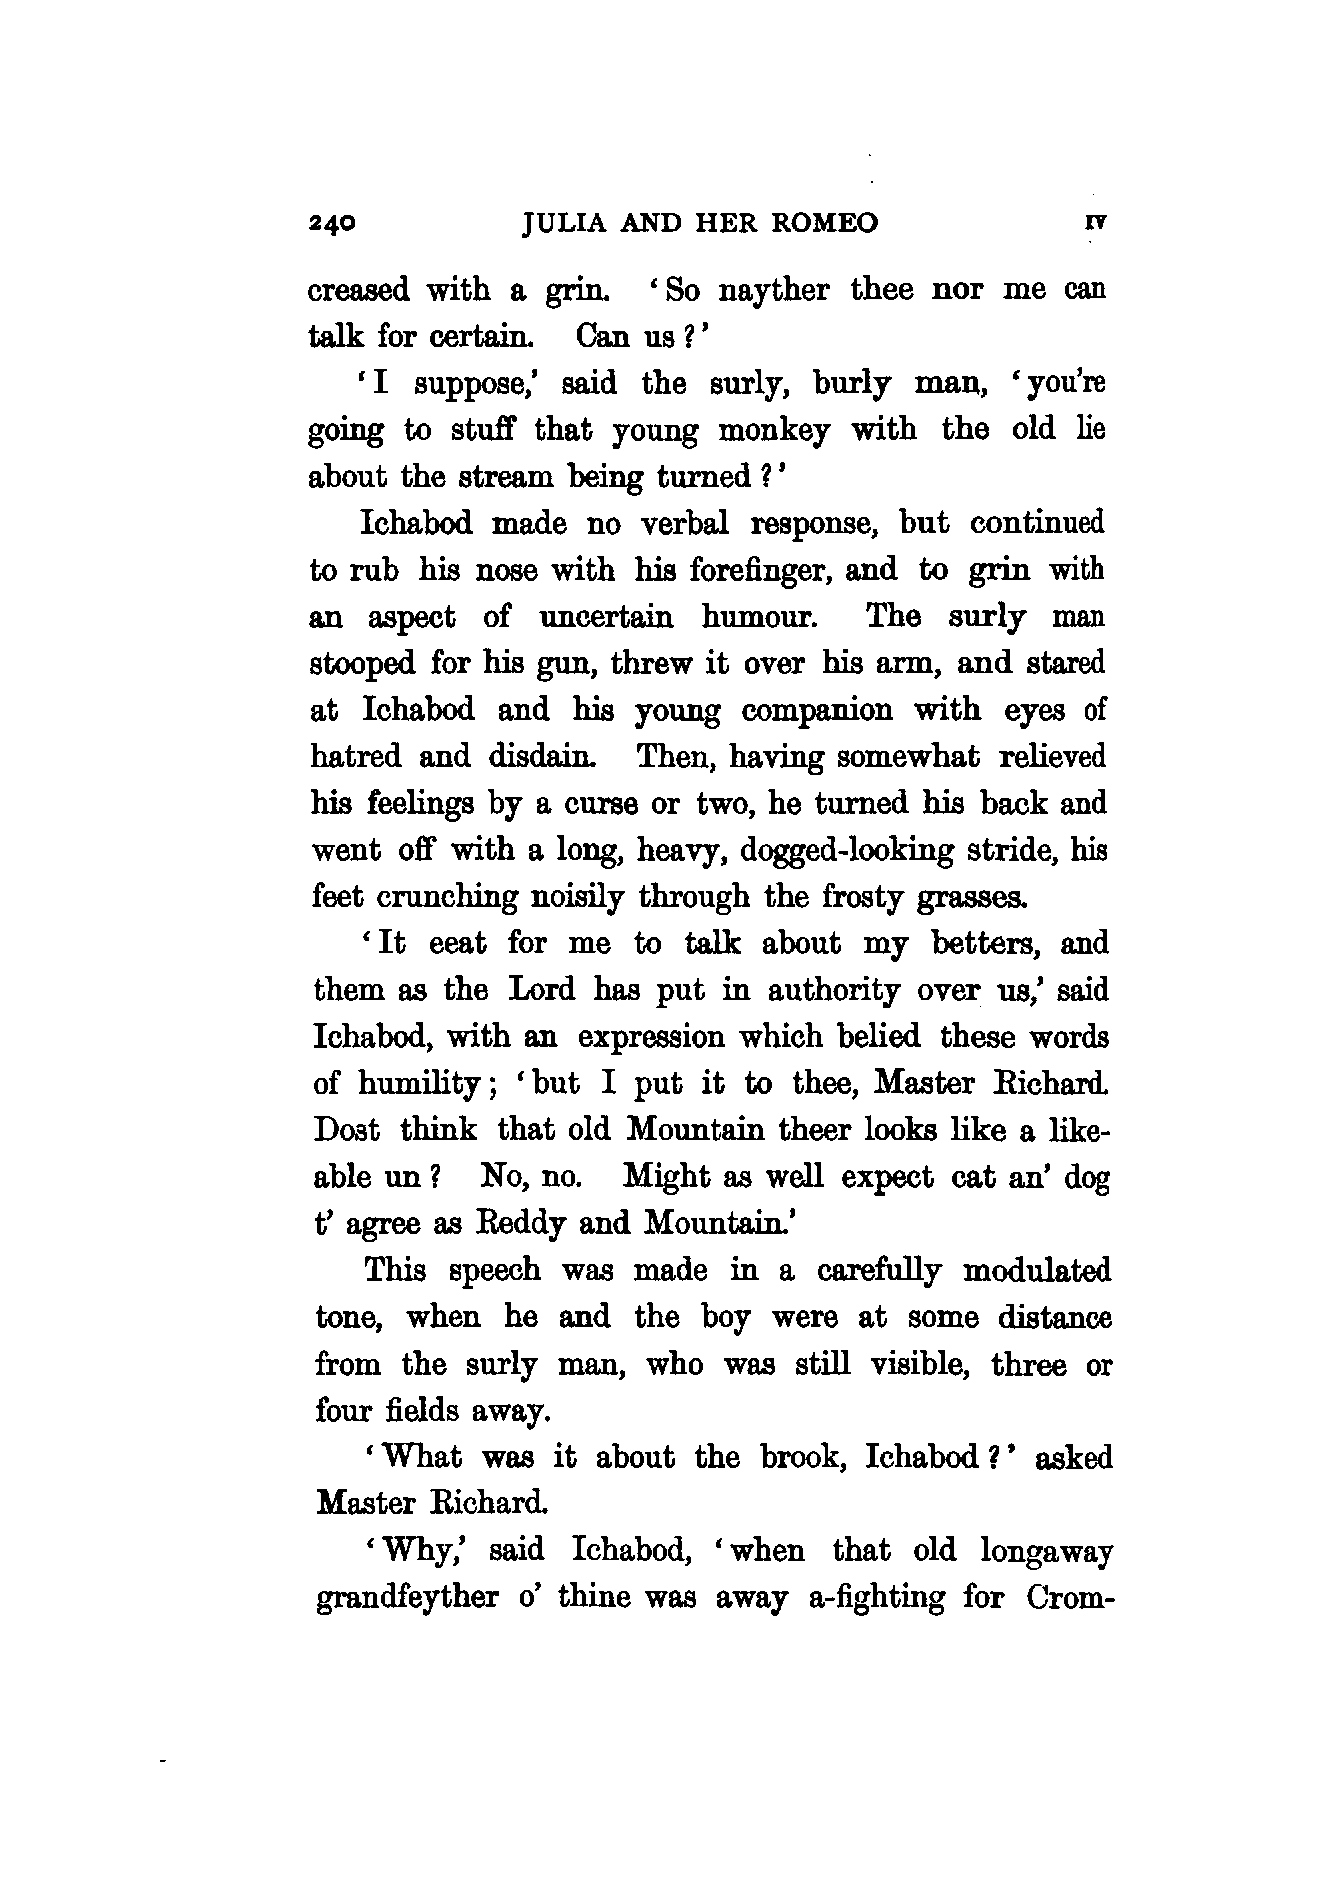 240 JULIA AND HER ROMEO IV
creased with a grin. ‘So nayther thee nor me can
talk for certain. Can us?’
‘I suppose,’ said the surly, burly man, ‘you’re
going to stuff that young monkey with the old lie
about the stream being turned?’
Ichabod made no verbal response, but continued
to rub his nose with his forefinger, and to grin with
an aspect of uncertain humour. The surly man
stooped for his gun, threw it over his arm, and stared
at Ichabod and his young companion with eyes of
hatred and disdain. Then, having somewhat relieved
his feelings by a curse or two, he turned his back and
went off with a long, heavy, dogged-looking stride, his
feet crunching noisily through the frosty grasses.
‘It eeat for me to talk about my betters, and
them as the Lord has put in authority over us,’ said
Ichabod, with an expression which belied these words
of humility; ‘but I put it to thee, Master Richard.
Dost think that old Mountain theer looks like a like-
able un? No, no. Might as well expect cat an’ dog
t’ agree as Reddy and Mountain.’
This speech was made in a carefully modulated
tone, when he and the boy were at some distance
from the surly man, who was still visible, three or
four fields away.
‘What was it about the brook, Ichabod?’ asked
Master Richard.
‘Why,’ said Ichabod, ‘when that old longaway
grandfeyther o’ thine was away a-fighting for Crom-